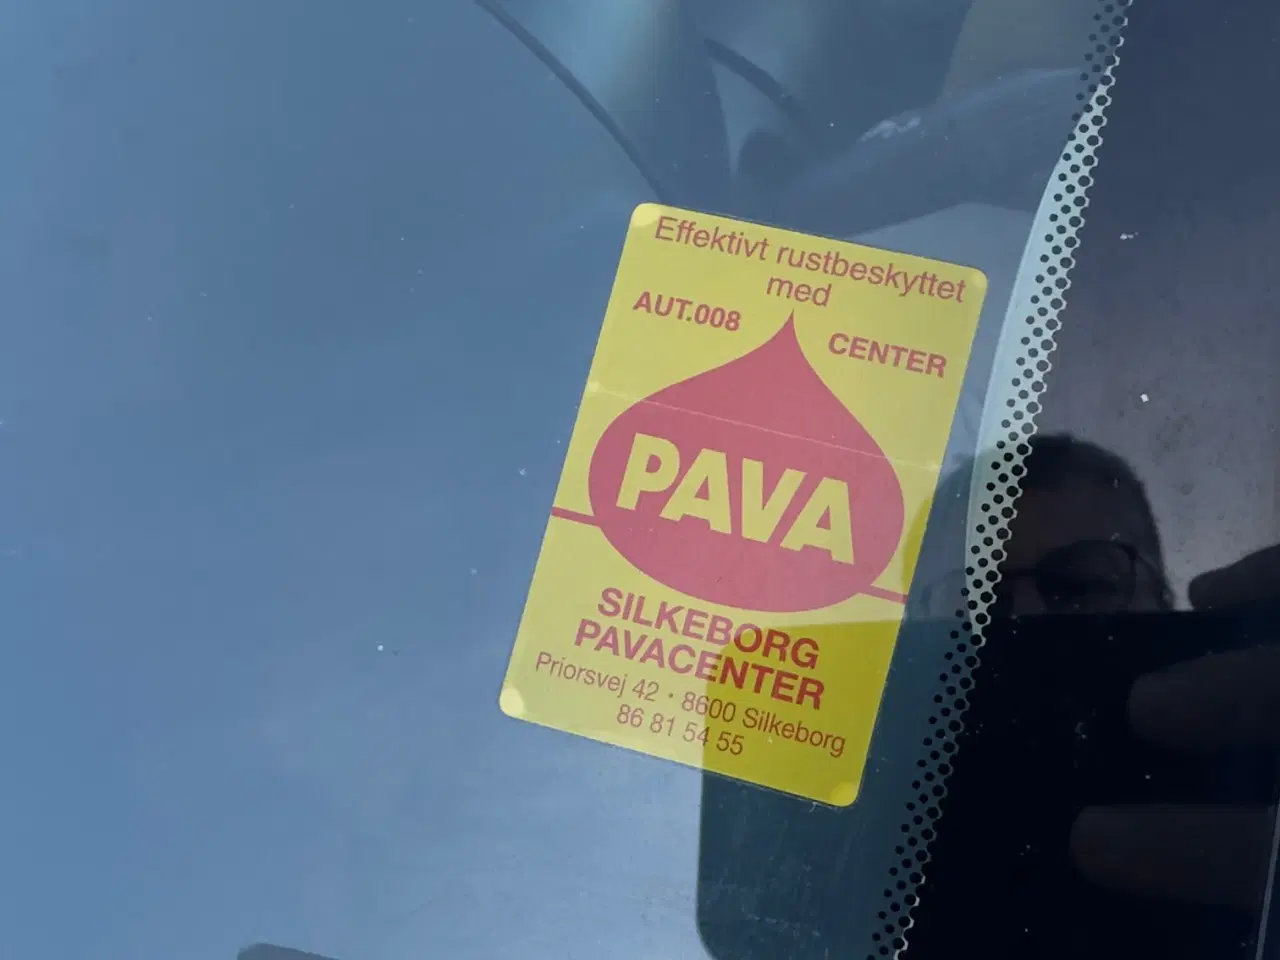 Effektivt rustbeskyttet
med
AUT.008 CENTER
PAVA
SILKEBORG
PAVACENTER
Priorsvej 42 · 8600 Silkeborg
86 81 54 55